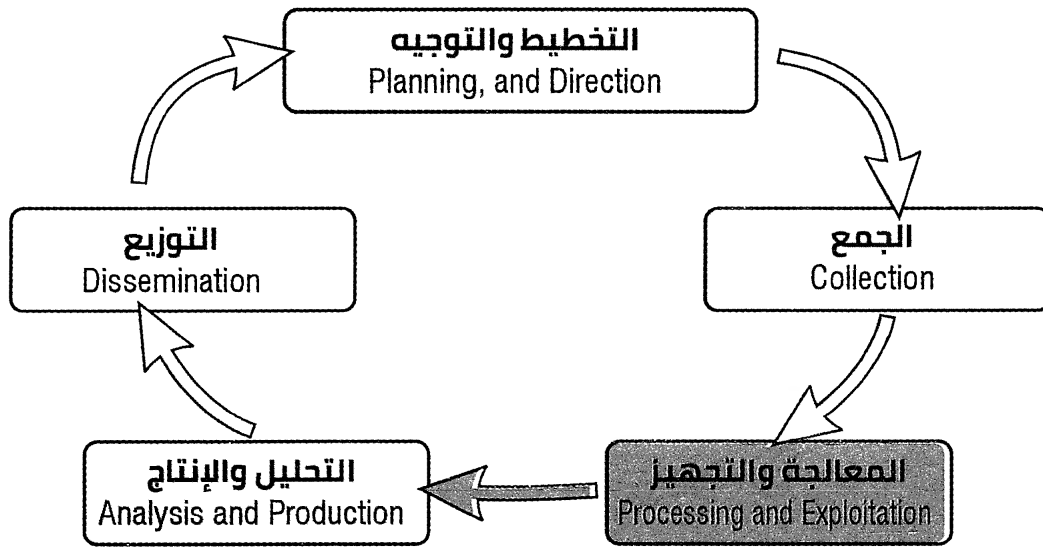 التخطيط والتوجيه
Planning, and Direction
الجمع
Collection
المعالجة والتجهيز
Processing and Exploitation
التحليل والإنتاج
Analysis and Production
التوزيع
Dissemination